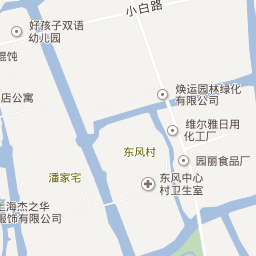 小白路
好孩子双语
幼儿园
馄饨
焕运园林绿化
有限公司
店公寓
维尔雅日用
化工厂
东风村
园丽食品厂
潘家宅
东风中心
村卫生室
上海杰之华
服饰有限公司